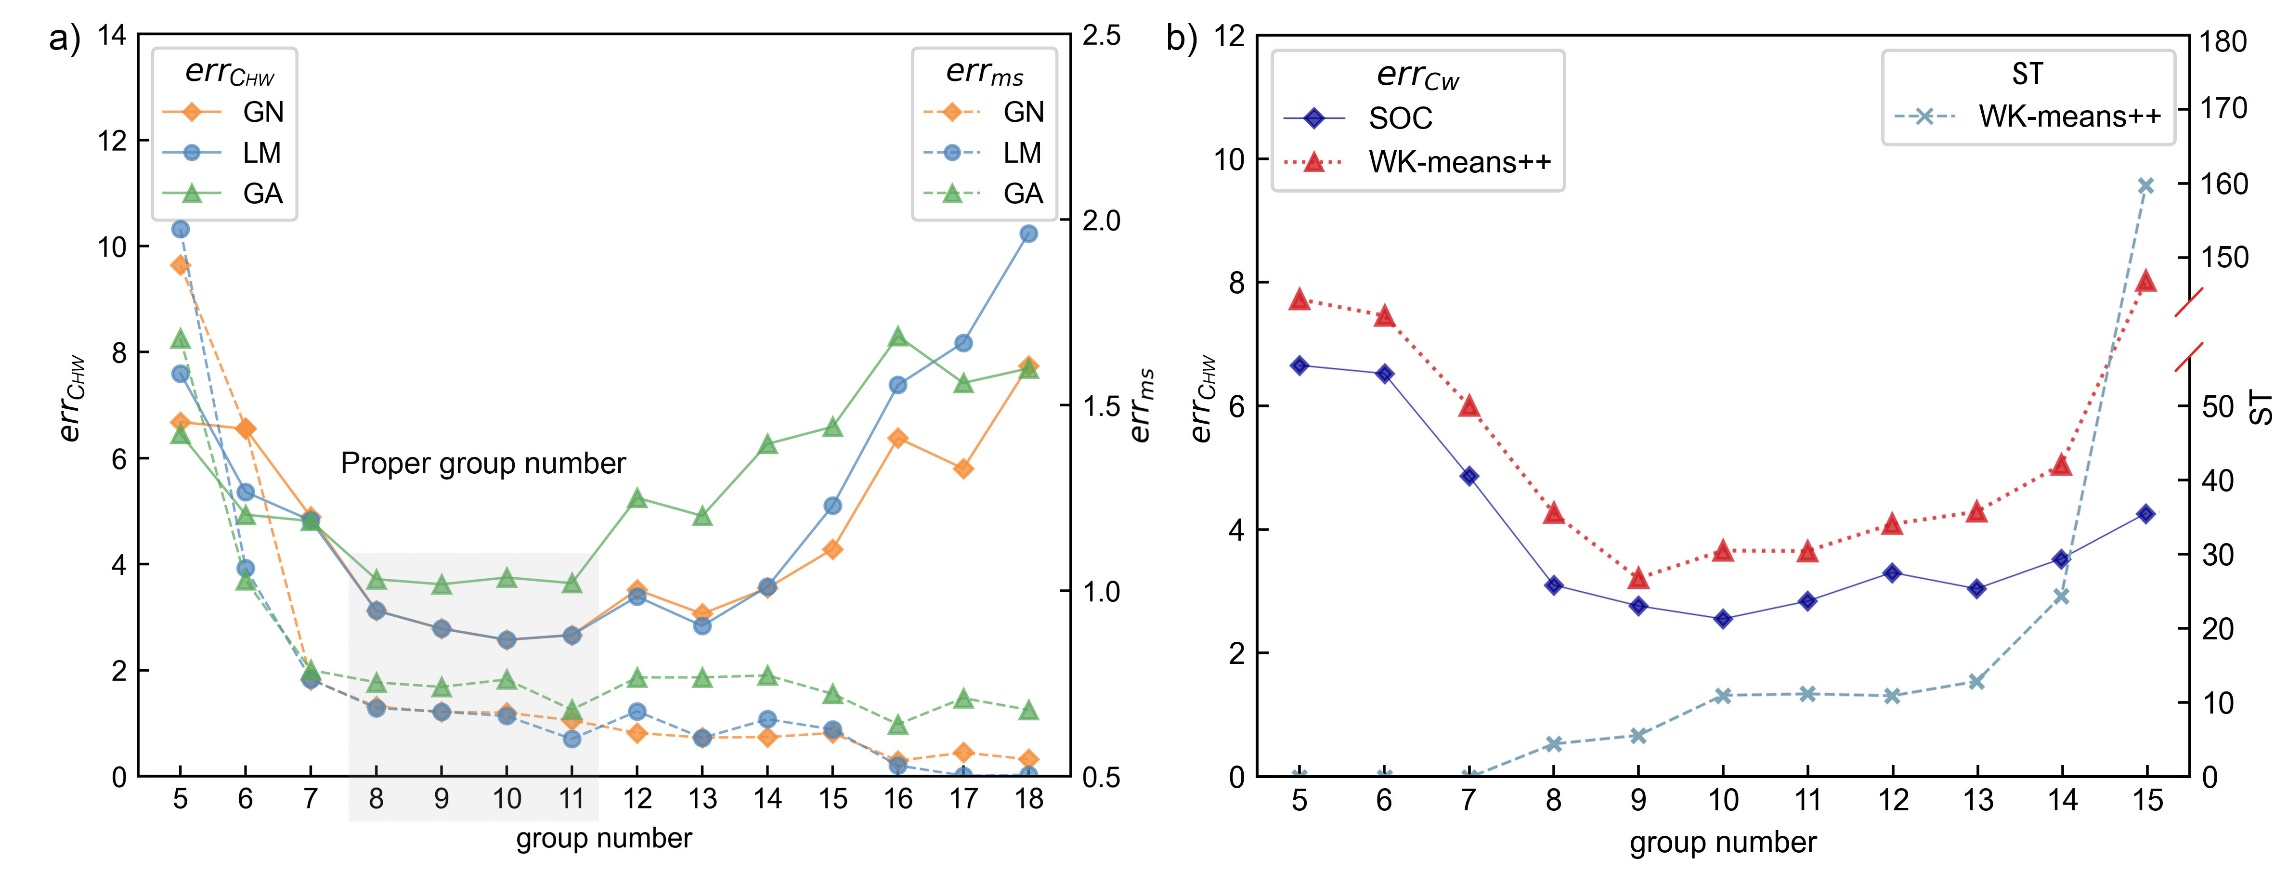 a)
14
12
10
8
6
4
2
0
err_CHW
err_CHW
GN
LM
GA
err_ms
GN
LM
GA
Proper group number
2.5
2.0
1.5
1.0
0.5
err_ms
5 6 7 8 9 10 11 12 13 14 15 16 17 18
group number
b)
12
10
8
6
4
2
0
err_CHW
err_Cw
SOC
WK-means++
ST
WK-means++
180
170
160
150
50
40
30
20
10
0
ST
5 6 7 8 9 10 11 12 13 14 15
group number